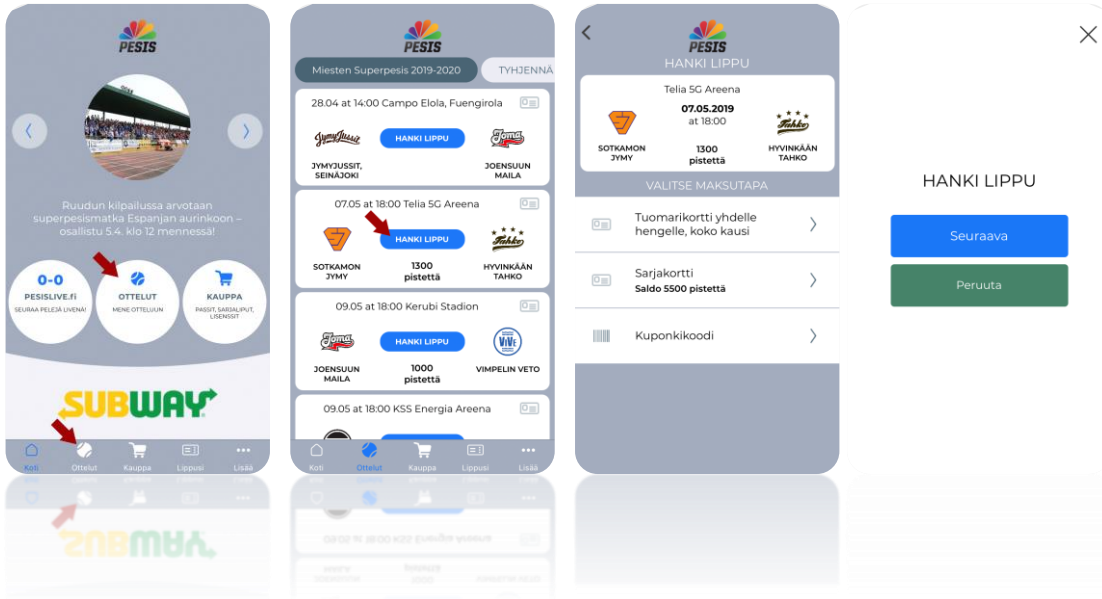 PESIS
Ruudun kilpailussa arvotaan
superpesismatka Espanjan aurinkoon –
osallistu 5.4. klo 12 mennessä!
0-0
PESISLIVE.fi
SEURAA PELEJÄ LIVENÄ!
OTTELUT
MENE OTTELUUN
KAUPPA
PASSIT, SARJALIPUT,
LISENSSIT
SUBWAY
Koti
Ottelut
Kauppa
Lippusi
Lisää
PESIS
Miesten Superpesis 2019-2020
TYHJENNÄ
28.04 at 14:00 Campo Elola, Fuengirola
JymyJussit
HANKI LIPPU
Joma
JYMYJUSSIT,
SEINÄJOKI
JOENSUUN
MAILA
07.05 at 18:00 Telia 5G Areena
HANKI LIPPU
Tahko
SOTKAMON
JYMY
1300
pistettä
HYVINKÄÄN
TAHKO
09.05 at 18:00 Kerubi Stadion
Joma
HANKI LIPPU
ViVe
JOENSUUN
MAILA
1000
pistettä
VIMPELIN VETO
09.05 at 18:00 KSS Energia Areena
Koti
Ottelut
Kauppa
Lippusi
Lisää
PESIS
HANKI LIPPU
Telia 5G Areena
07.05.2019
at 18:00
Tahko
SOTKAMON
JYMY
1300
pistettä
HYVINKÄÄN
TAHKO
VALITSE MAKSUTAPA
Tuomarikortti yhdelle
hengelle, koko kausi
Sarjakortti
Saldo 5500 pistettä
Kuponkikoodi
HANKI LIPPU
Seuraava
Peruuta